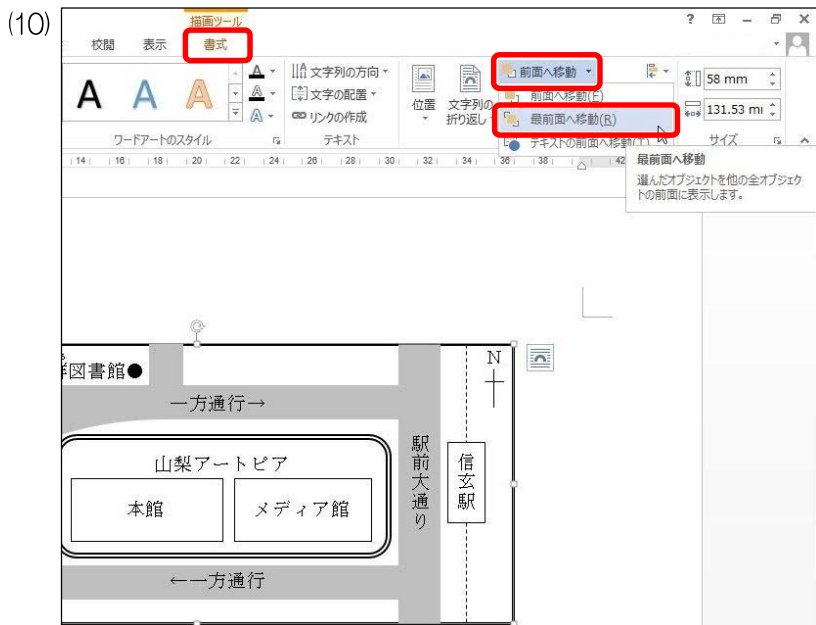 (10)
描画ツール
校閲 表示 書式
? 
A A A
A
A
A
文字列の方向
文字の配置
リンクの作成
位置
文字列の
折り返し
前面へ移動
前面へ移動(F)
最前面へ移動(R)
テキストの前面へ移動(T)
58 mm
131.53 mi
ワードアートのスタイル
テキスト
サイズ
14 16 18 20 22 24 26 28 30 32 34 36 38 42
最前面へ移動
選んだオブジェクトを他の全オブジェク
トの前面に表示します。
図書館●
N
一方通行→
山梨アートピア
本館
メディア館
駅前大通り
信玄駅
←一方通行